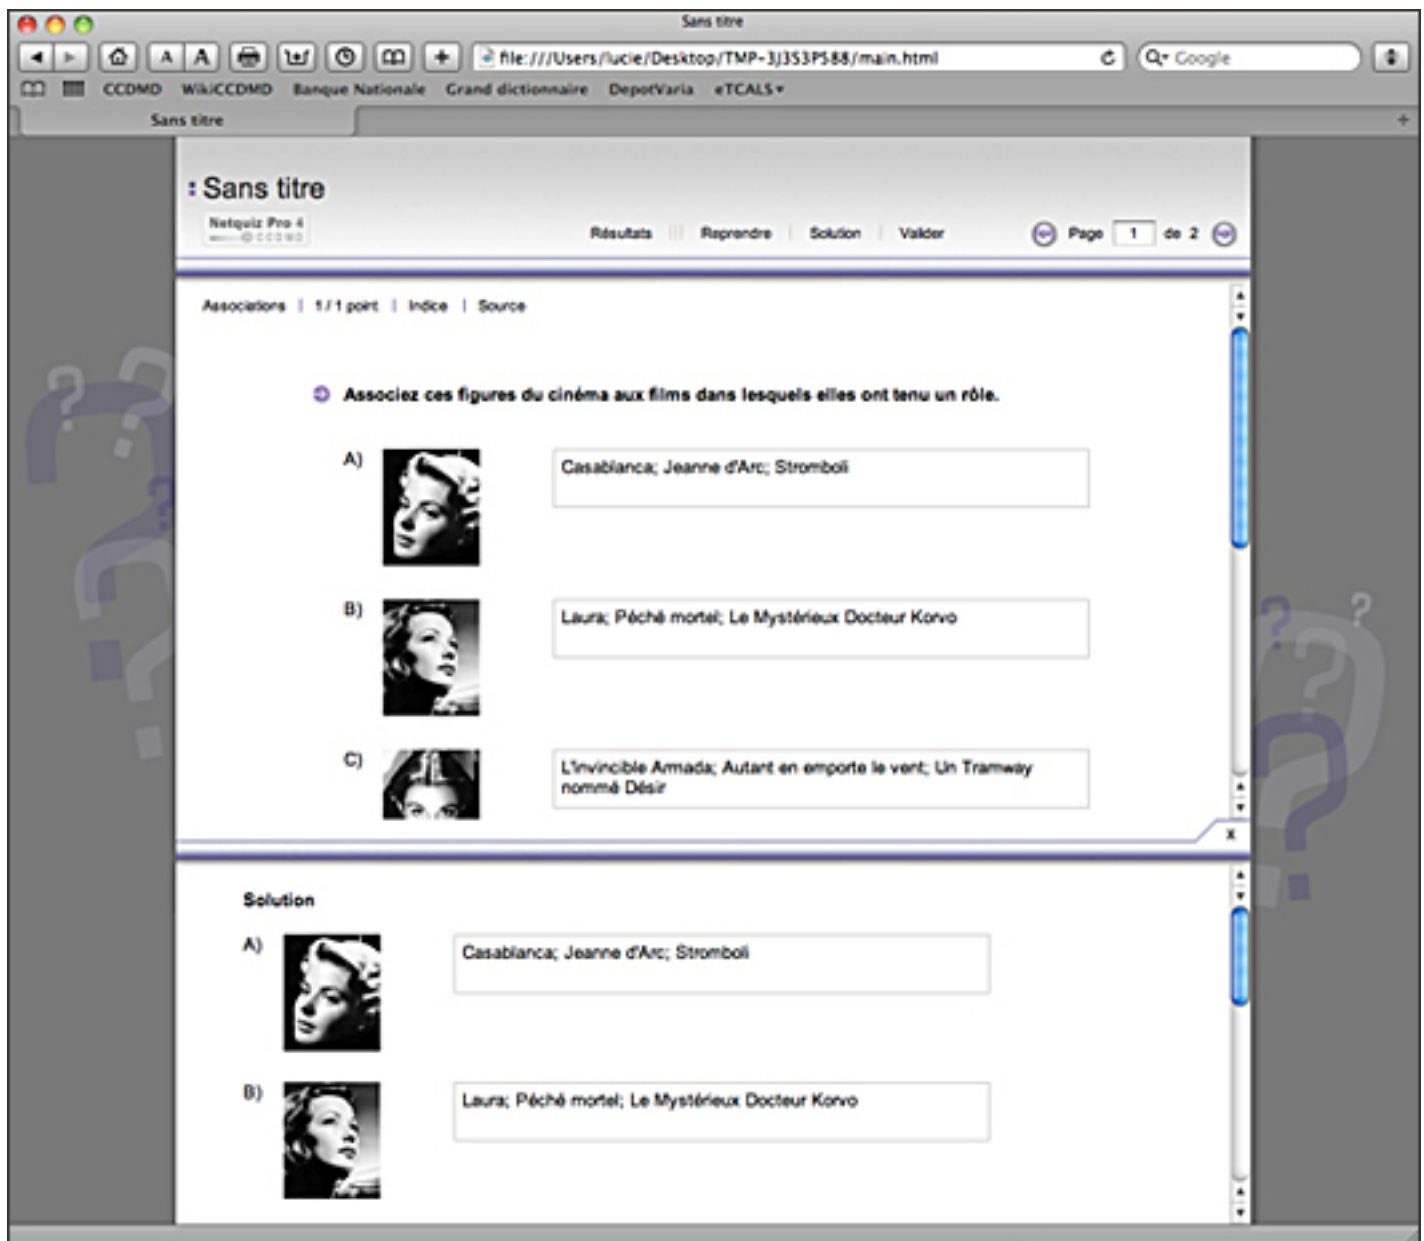 Sans titre
A A file:///Users/lucie/Desktop/TMP-3J3S3P588/main.html Google
CCDMD WikiCCDMD Banque Nationale Grand dictionnaire DepotVaria eTCALS
Sans titre +
Sans titre
Netquiz Pro 4
CCDMD
Résultats Reprendre Solution Valider Page 1 de 2
Associations | 1 / 1 point | Indice | Source
Associez ces figures du cinéma aux films dans lesquels elles ont tenu un rôle.
A) Casablanca; Jeanne d'Arc; Stromboli
B) Laura; Péché mortel; Le Mystérieux Docteur Korvo
C) L'invincible Armada; Autant en emporte le vent; Un Tramway
nommé Désir
X
Solution
A) Casablanca; Jeanne d'Arc; Stromboli
B) Laura; Péché mortel; Le Mystérieux Docteur Korvo